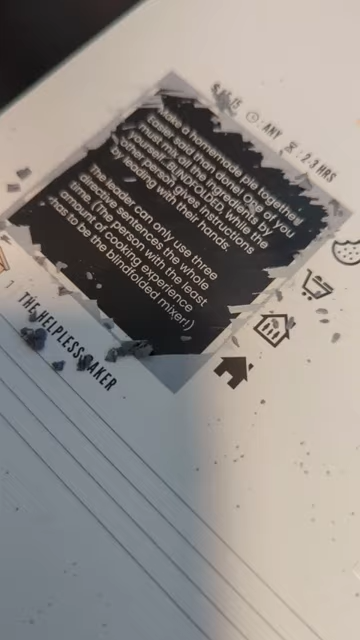 $ 15 ANY 2-3 HRS
Make a homemade pie together!
Easier said than done! One of you
must mix all the ingredients by
yourself...BLINDFOLDED while the
other person gives instructions
by leading with their hands.
The leader can only use three
directive sentences the whole
time. (The person with the least
amount of cooking experience
has to be the blindfolded mixer!)
THE HELPLESS BAKER